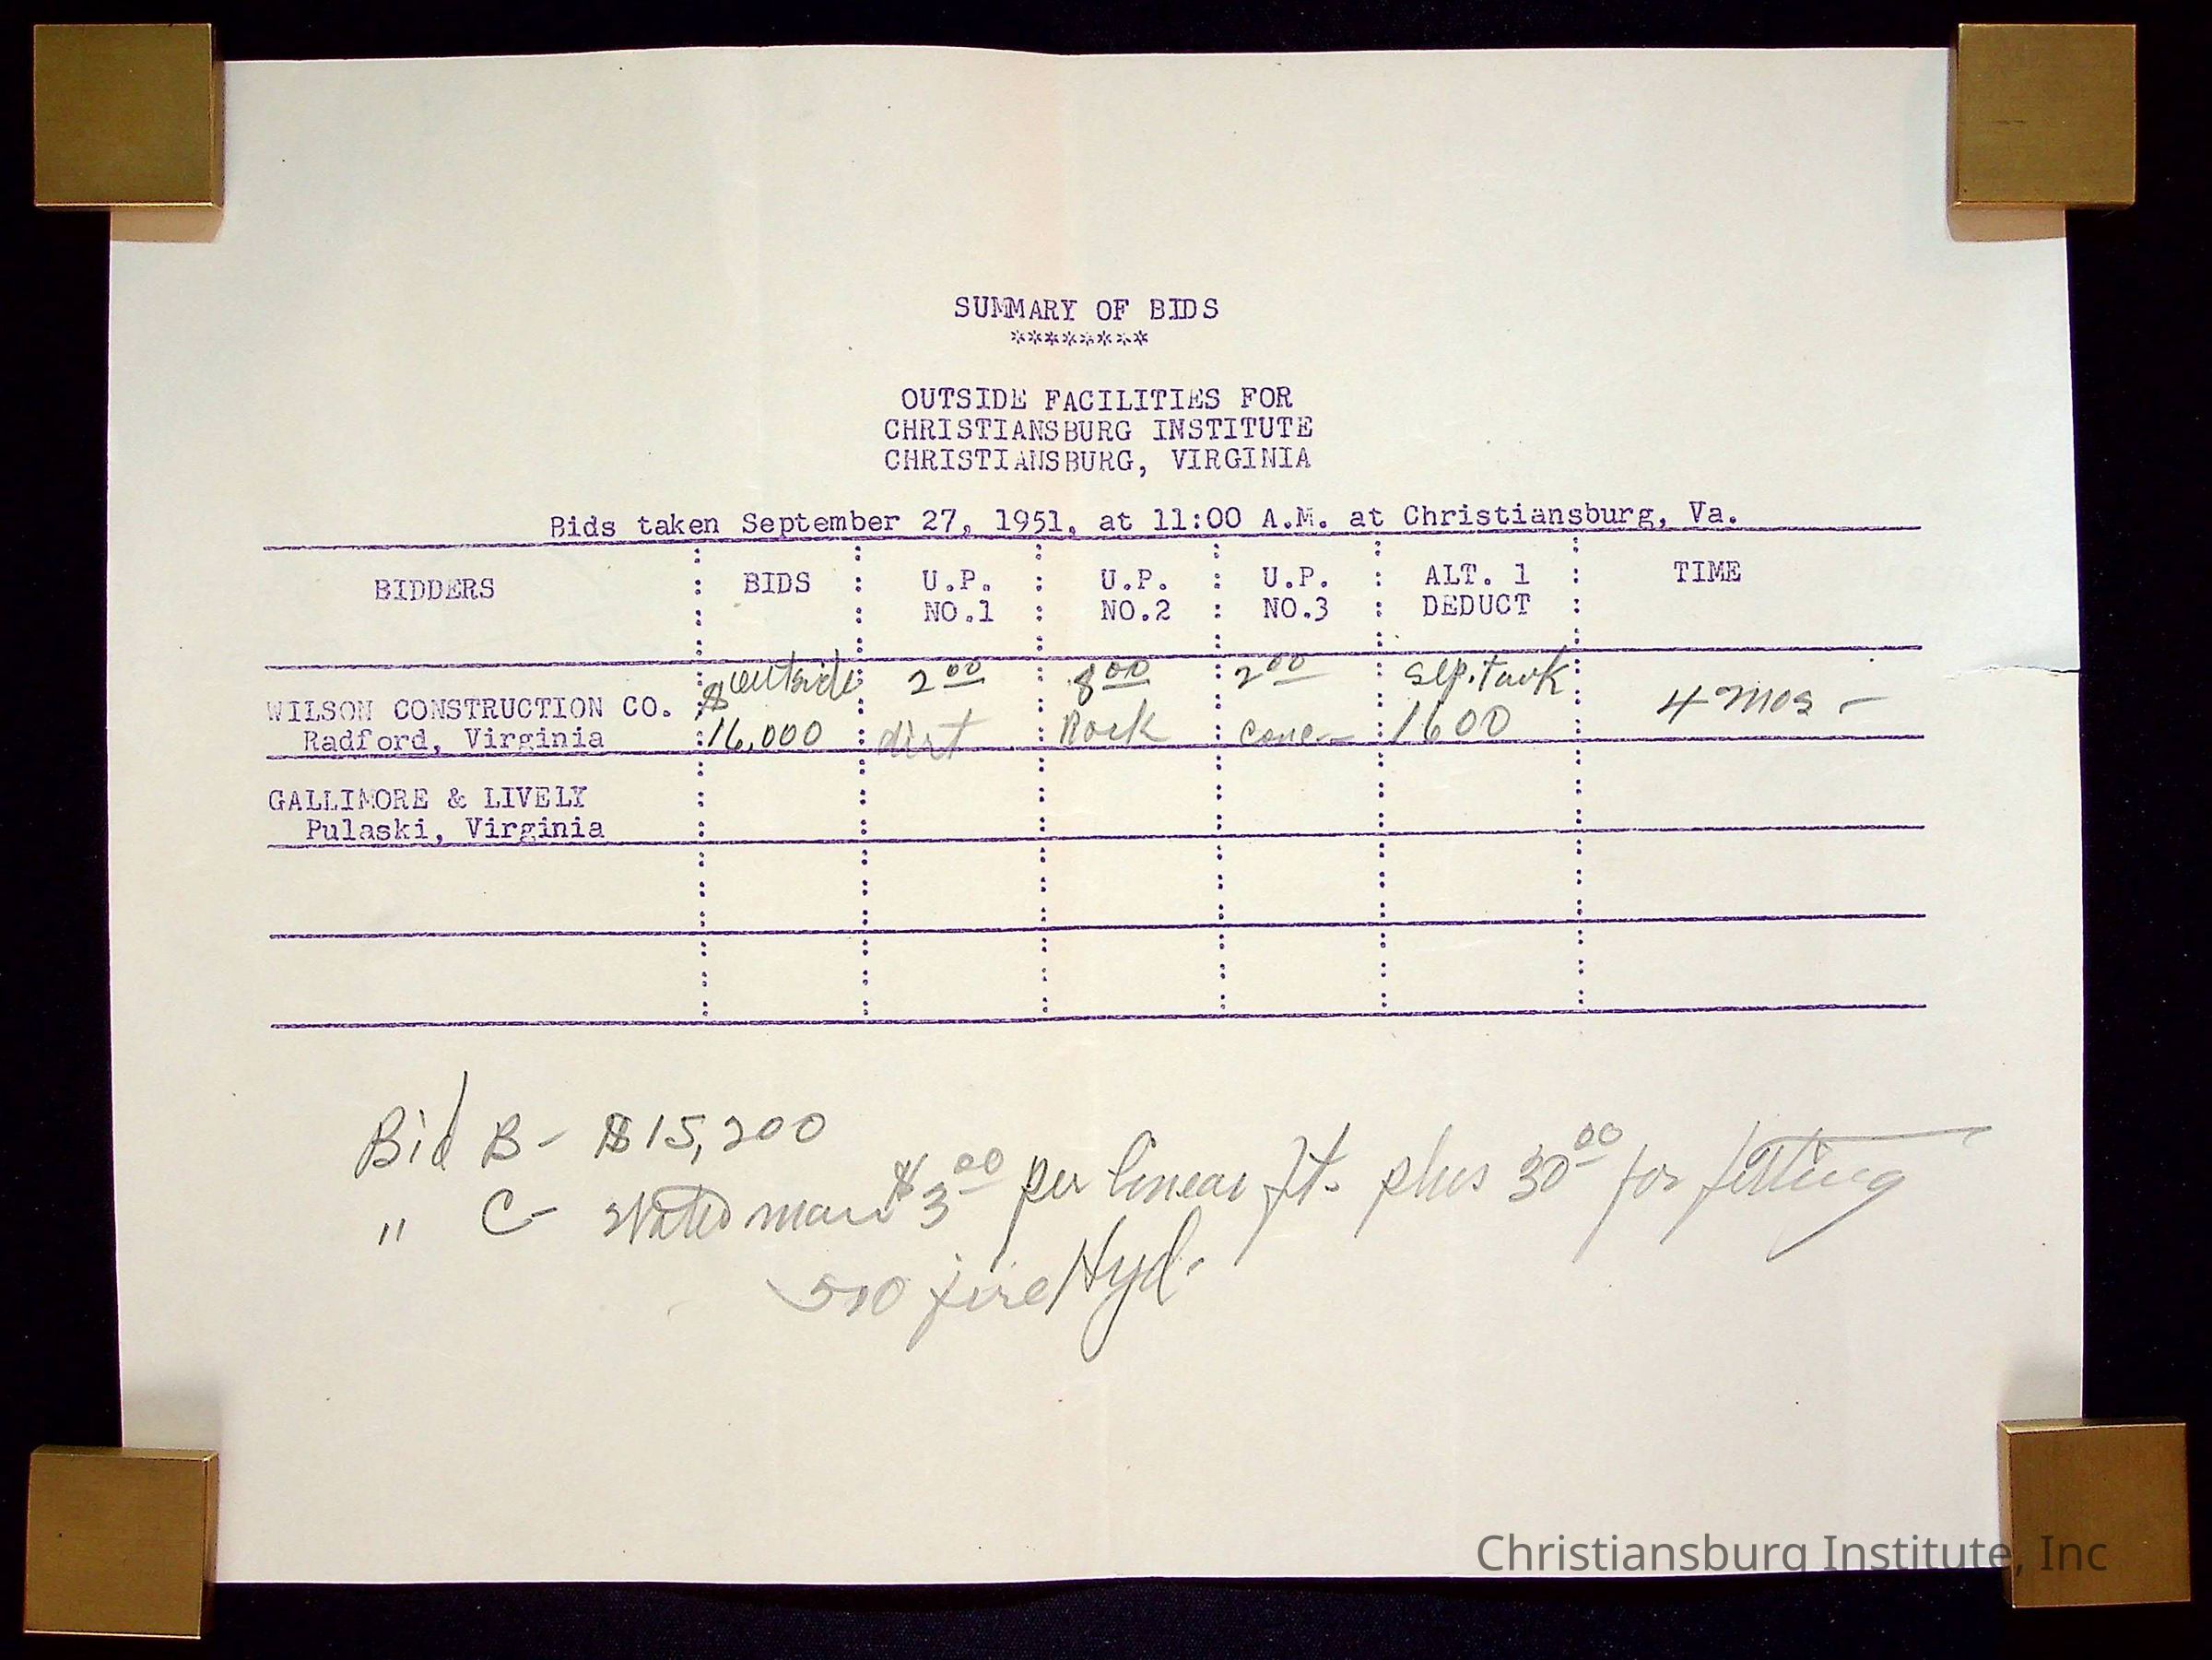 SUMMARY OF BIDS
********
OUTSIDE FACILITIES FOR
CHRISTIANSBURG INSTITUTE
CHRISTIANSBURG, VIRGINIA
Bids taken September 27, 1951, at 11:00 A.M. at Christiansburg, Va.
BIDDERS : BIDS : U.P. NO.1 : U.P. NO.2 : U.P. NO.3 : ALT. 1 DEDUCT : TIME
outside 2 00 8 00 2 00 sep. tank
WILSON CONSTRUCTION CO. $ 4 mos -
Radford, Virginia 16,000 dirt Rock conc 1600
GALLIMORE & LIVELY
Pulaski, Virginia
Bid B - $15,200
" C - $3 00 per linear ft. plus 30 00 for fitting
fire Hyd.
Christiansburg Institute, Inc